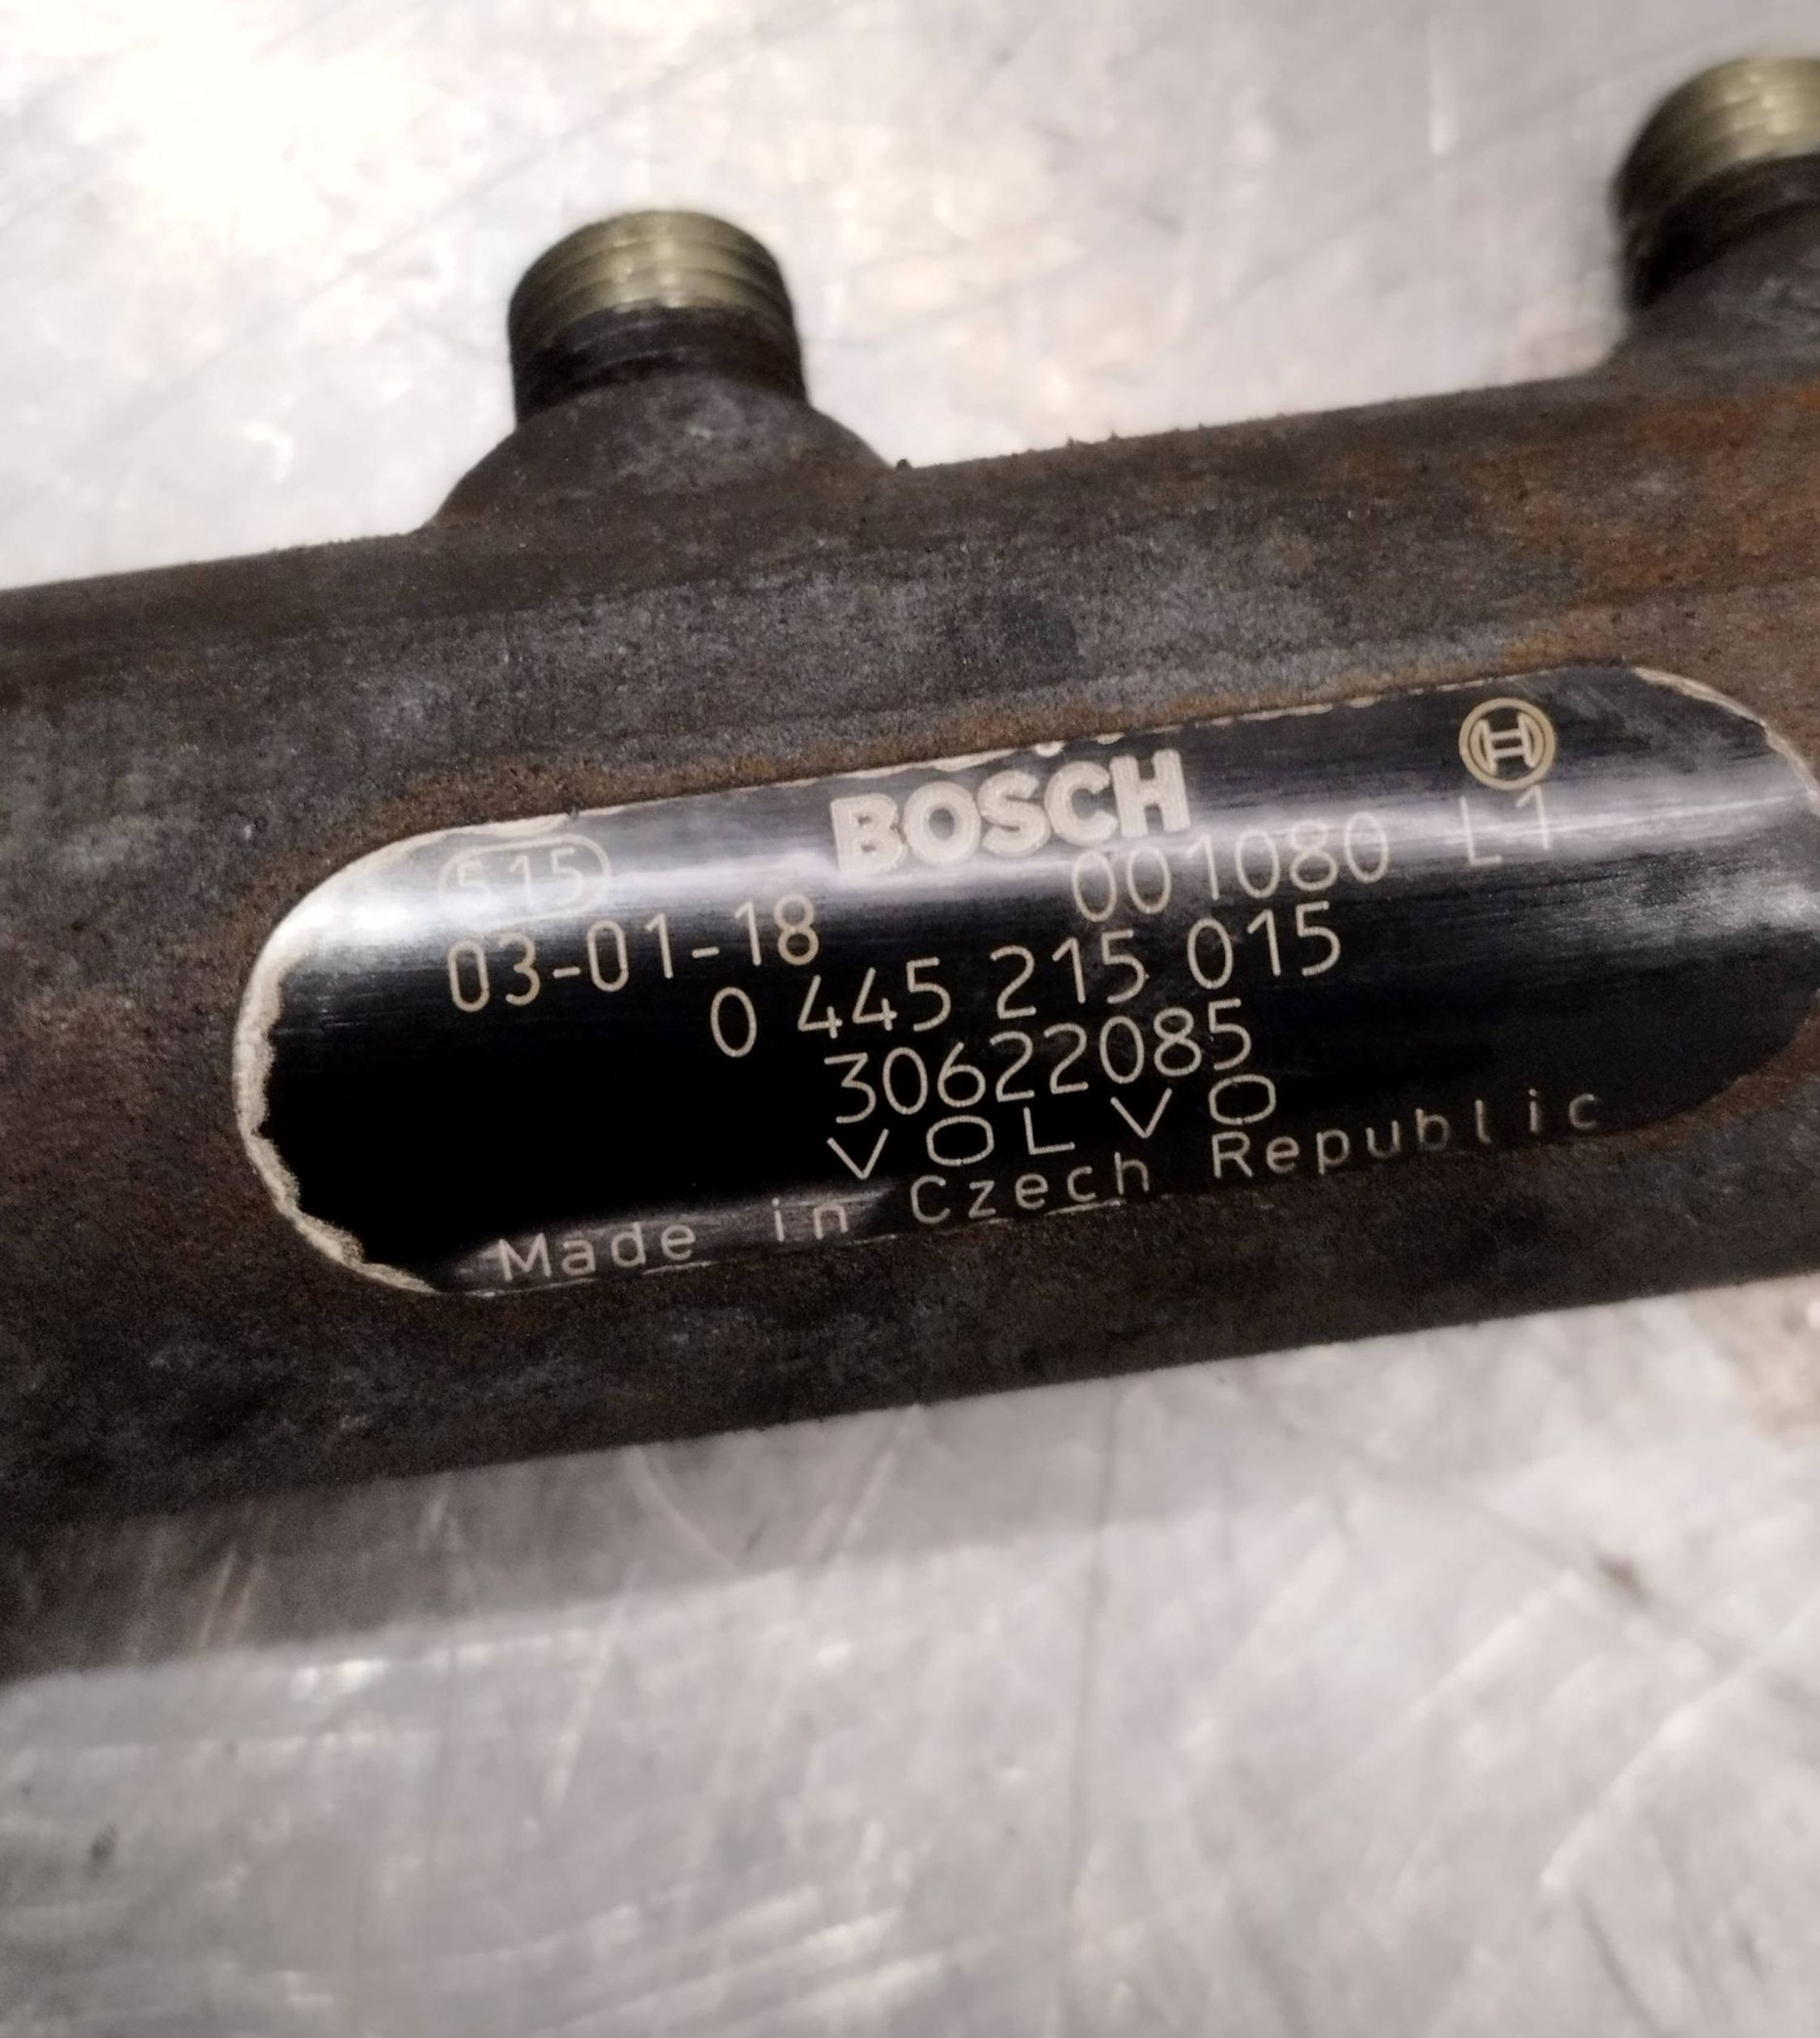 BOSCH
515
001080 L1
03-01-18
0 445 215 015
30622085
VOLVO
Made in Czech Republic